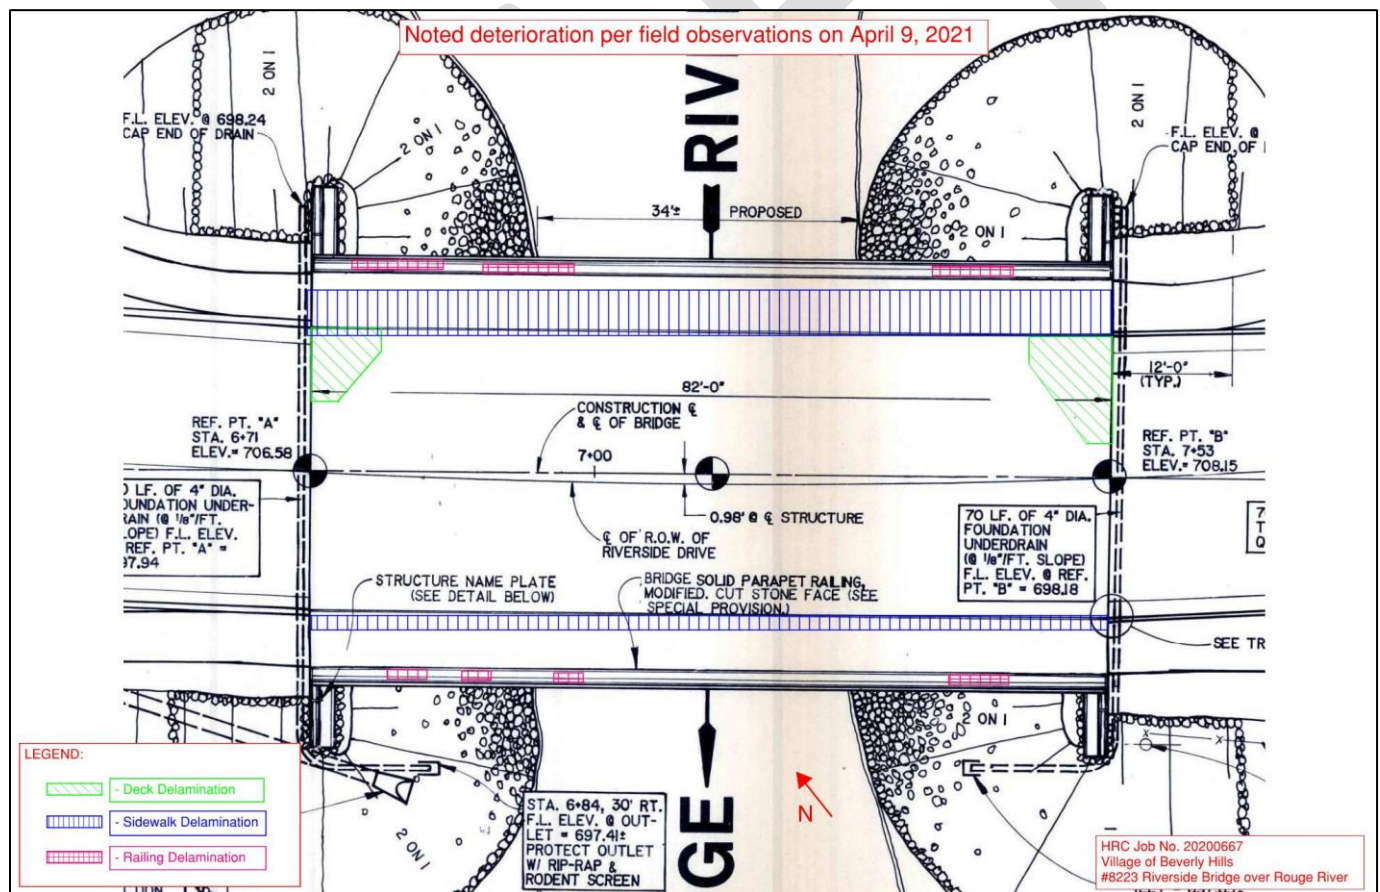 Noted deterioration per field observations on April 9, 2021
RIV
2 ON 1
2 ON 1
F.L. ELEV. @ 698.24
CAP END OF DRAIN
2 ON 1
F.L. ELEV. @
CAP END OF
34'± PROPOSED
2 ON 1
12'-0"
(TYP.)
82'-0"
CONSTRUCTION ℄
& ℄ OF BRIDGE
REF. PT. "A"
STA. 6+71
ELEV.= 706.58
7+00
REF. PT. "B"
STA. 7+53
ELEV.= 708.15
LF. OF 4" DIA.
OUNDATION UNDER-
RAIN (@ 1/8"/FT.
LOPE) F.L. ELEV.
REF. PT. "A" =
97.94
0.98' @ ℄ STRUCTURE
℄ OF R.O.W. OF
RIVERSIDE DRIVE
70 LF. OF 4" DIA.
FOUNDATION
UNDERDRAIN
(@ 1/8"/FT. SLOPE)
F.L. ELEV. @ REF.
PT. "B" = 698.18
7
T
Q
STRUCTURE NAME PLATE
(SEE DETAIL BELOW)
BRIDGE SOLID PARAPET RAILING,
MODIFIED. CUT STONE FACE (SEE
SPECIAL PROVISION.)
SEE TR
2 ON 1
LEGEND:
- Deck Delamination
- Sidewalk Delamination
- Railing Delamination
2 ON 1
STA. 6+84, 30' RT.
F.L. ELEV. @ OUT-
LET = 697.41±
PROTECT OUTLET
W/ RIP-RAP &
RODENT SCREEN
GE
N
HRC Job No. 20200667
Village of Beverly Hills
#8223 Riverside Bridge over Rouge River